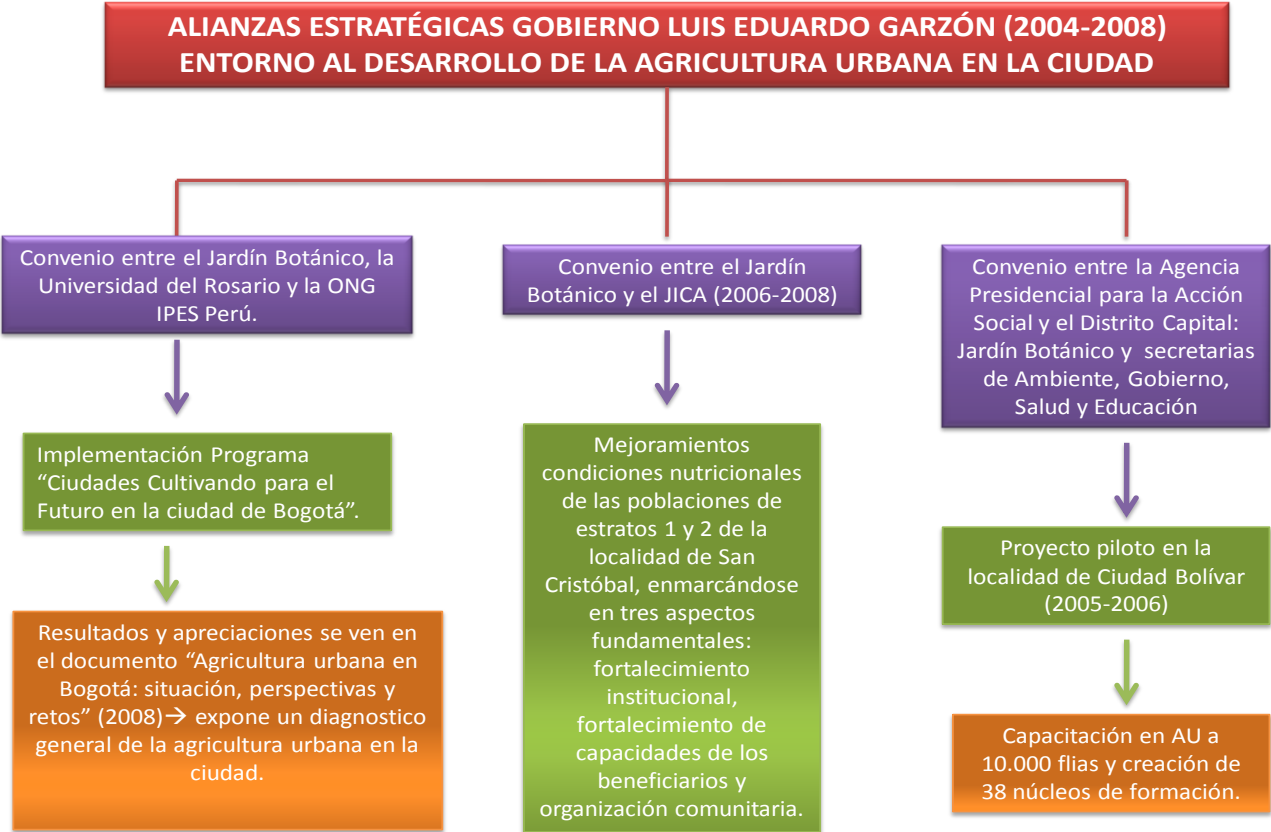 ALIANZAS ESTRATÉGICAS GOBIERNO LUIS EDUARDO GARZÓN (2004-2008)
ENTORNO AL DESARROLLO DE LA AGRICULTURA URBANA EN LA CIUDAD
Convenio entre el Jardín Botánico, la
Universidad del Rosario y la ONG
IPES Perú.
Implementación Programa
“Ciudades Cultivando para el
Futuro en la ciudad de Bogotá”.
Resultados y apreciaciones se ven en
el documento “Agricultura urbana en
Bogotá: situación, perspectivas y
retos” (2008)→ expone un diagnostico
general de la agricultura urbana en la
ciudad.
Convenio entre el Jardín
Botánico y el JICA (2006-2008)
Mejoramientos
condiciones nutricionales
de las poblaciones de
estratos 1 y 2 de la
localidad de San
Cristóbal, enmarcándose
en tres aspectos
fundamentales:
fortalecimiento
institucional,
fortalecimiento de
capacidades de los
beneficiarios y
organización comunitaria.
Convenio entre la Agencia
Presidencial para la Acción
Social y el Distrito Capital:
Jardín Botánico y secretarias
de Ambiente, Gobierno,
Salud y Educación
Proyecto piloto en la
localidad de Ciudad Bolívar
(2005-2006)
Capacitación en AU a
10.000 flias y creación de
38 núcleos de formación.